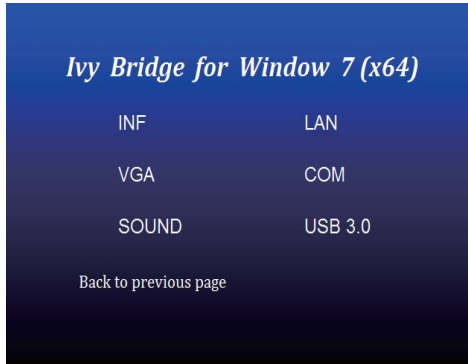 Ivy Bridge for Window 7 (x64)
INF LAN
VGA COM
SOUND USB 3.0
Back to previous page